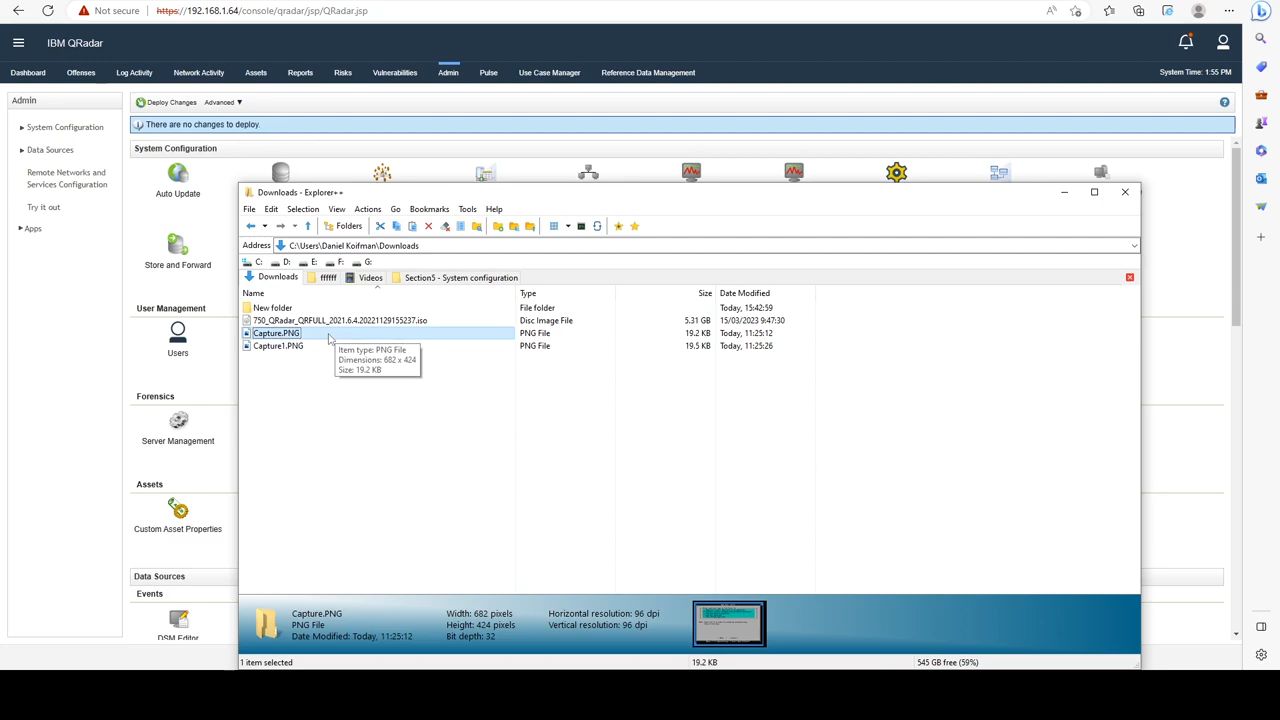 Not secure
https://192.168.1.64/console/qradar/jsp/QRadar.jsp
IBM QRadar
Dashboard Offenses Log Activity Network Activity Assets Reports Risks Vulnerabilities Admin Pulse Use Case Manager Reference Data Management System Time: 1:55 PM
Admin
System Configuration
Data Sources
Remote Networks and
Services Configuration
Try it out
Apps
Deploy Changes Advanced ▼
There are no changes to deploy.
System Configuration
Auto Update
Store and Forward
User Management
Users
Forensics
Server Management
Assets
Custom Asset Properties
Data Sources
Events
DSM Editor
Downloads - Explorer++
File Edit Selection View Actions Go Bookmarks Tools Help
Folders
Address C:\Users\Daniel Koifman\Downloads
C: D: E: F: G:
Downloads ffffff Videos Section5 - System configuration
Name Type Size Date Modified
New folder File folder Today, 15:42:59
750_QRadar_QRFULL_2021.6.4.20221129155237.iso Disc Image File 5.31 GB 15/03/2023 9:47:30
Capture.PNG PNG File 19.2 KB Today, 11:25:12
Capture1.PNG PNG File 19.5 KB Today, 11:25:26
Item type: PNG File
Dimensions: 682 x 424
Size: 19.2 KB
Capture.PNG Width: 682 pixels Horizontal resolution: 96 dpi
PNG File Height: 424 pixels Vertical resolution: 96 dpi
Date Modified: Today, 11:25:12 Bit depth: 32
1 item selected 19.2 KB 545 GB free (59%)